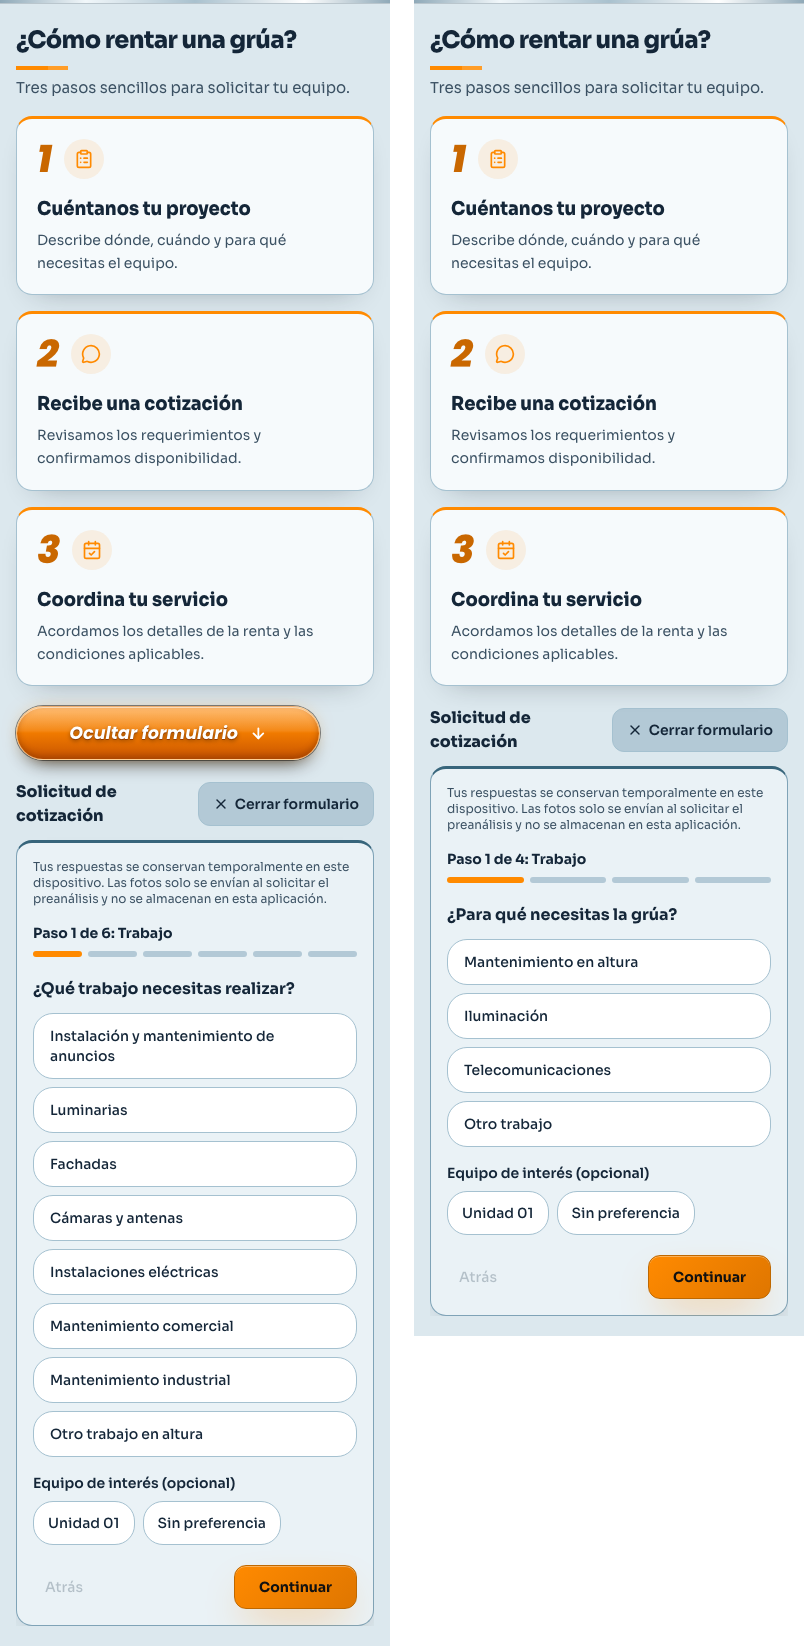 ¿Cómo rentar una grúa?
Tres pasos sencillos para solicitar tu equipo.
1
Cuéntanos tu proyecto
Describe dónde, cuándo y para qué
necesitas el equipo.
2
Recibe una cotización
Revisamos los requerimientos y
confirmamos disponibilidad.
3
Coordina tu servicio
Acordamos los detalles de la renta y las
condiciones aplicables.
Ocultar formulario ↓
Solicitud de
cotización
× Cerrar formulario
Tus respuestas se conservan temporalmente en este
dispositivo. Las fotos solo se envían al solicitar el
preanálisis y no se almacenan en esta aplicación.
Paso 1 de 6: Trabajo
¿Qué trabajo necesitas realizar?
Instalación y mantenimiento de
anuncios
Luminarias
Fachadas
Cámaras y antenas
Instalaciones eléctricas
Mantenimiento comercial
Mantenimiento industrial
Otro trabajo en altura
Equipo de interés (opcional)
Unidad 01
Sin preferencia
Atrás
Continuar
¿Cómo rentar una grúa?
Tres pasos sencillos para solicitar tu equipo.
1
Cuéntanos tu proyecto
Describe dónde, cuándo y para qué
necesitas el equipo.
2
Recibe una cotización
Revisamos los requerimientos y
confirmamos disponibilidad.
3
Coordina tu servicio
Acordamos los detalles de la renta y las
condiciones aplicables.
Solicitud de
cotización
× Cerrar formulario
Tus respuestas se conservan temporalmente en este
dispositivo. Las fotos solo se envían al solicitar el
preanálisis y no se almacenan en esta aplicación.
Paso 1 de 4: Trabajo
¿Para qué necesitas la grúa?
Mantenimiento en altura
Iluminación
Telecomunicaciones
Otro trabajo
Equipo de interés (opcional)
Unidad 01
Sin preferencia
Atrás
Continuar